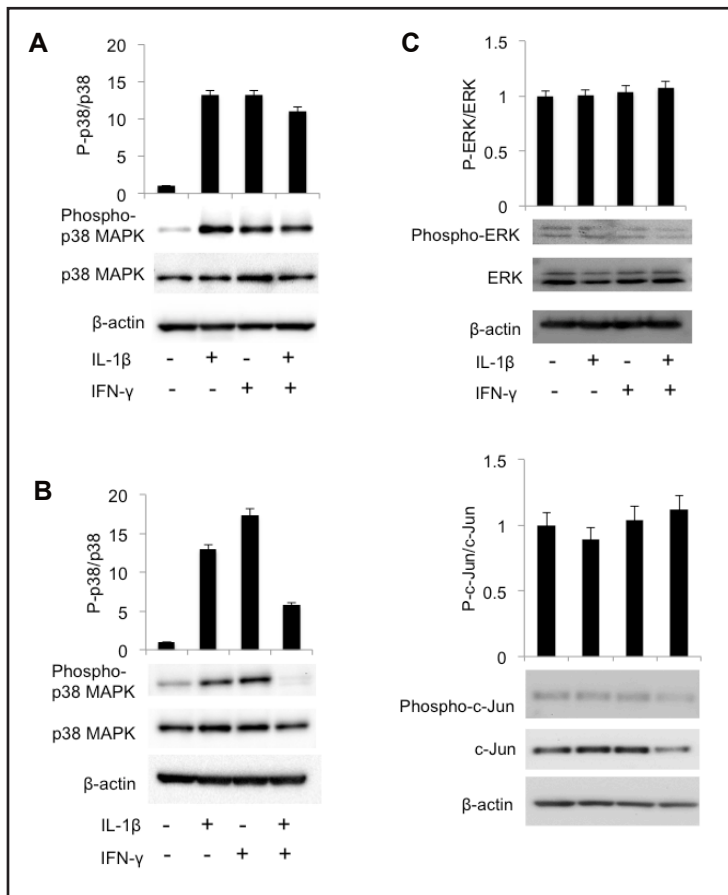 A
P-p38/p38
20
15
10
5
0
Phospho-
p38 MAPK
p38 MAPK
β-actin
IL-1β - + - +
IFN-γ - - + +
B
P-p38/p38
20
15
10
5
0
Phospho-
p38 MAPK
p38 MAPK
β-actin
IL-1β - + - +
IFN-γ - - + +
C
P-ERK/ERK
1.5
1
0.5
0
Phospho-ERK
ERK
β-actin
IL-1β - + - +
IFN-γ - - + +
P-c-Jun/c-Jun
1.5
1
0.5
0
Phospho-c-Jun
c-Jun
β-actin